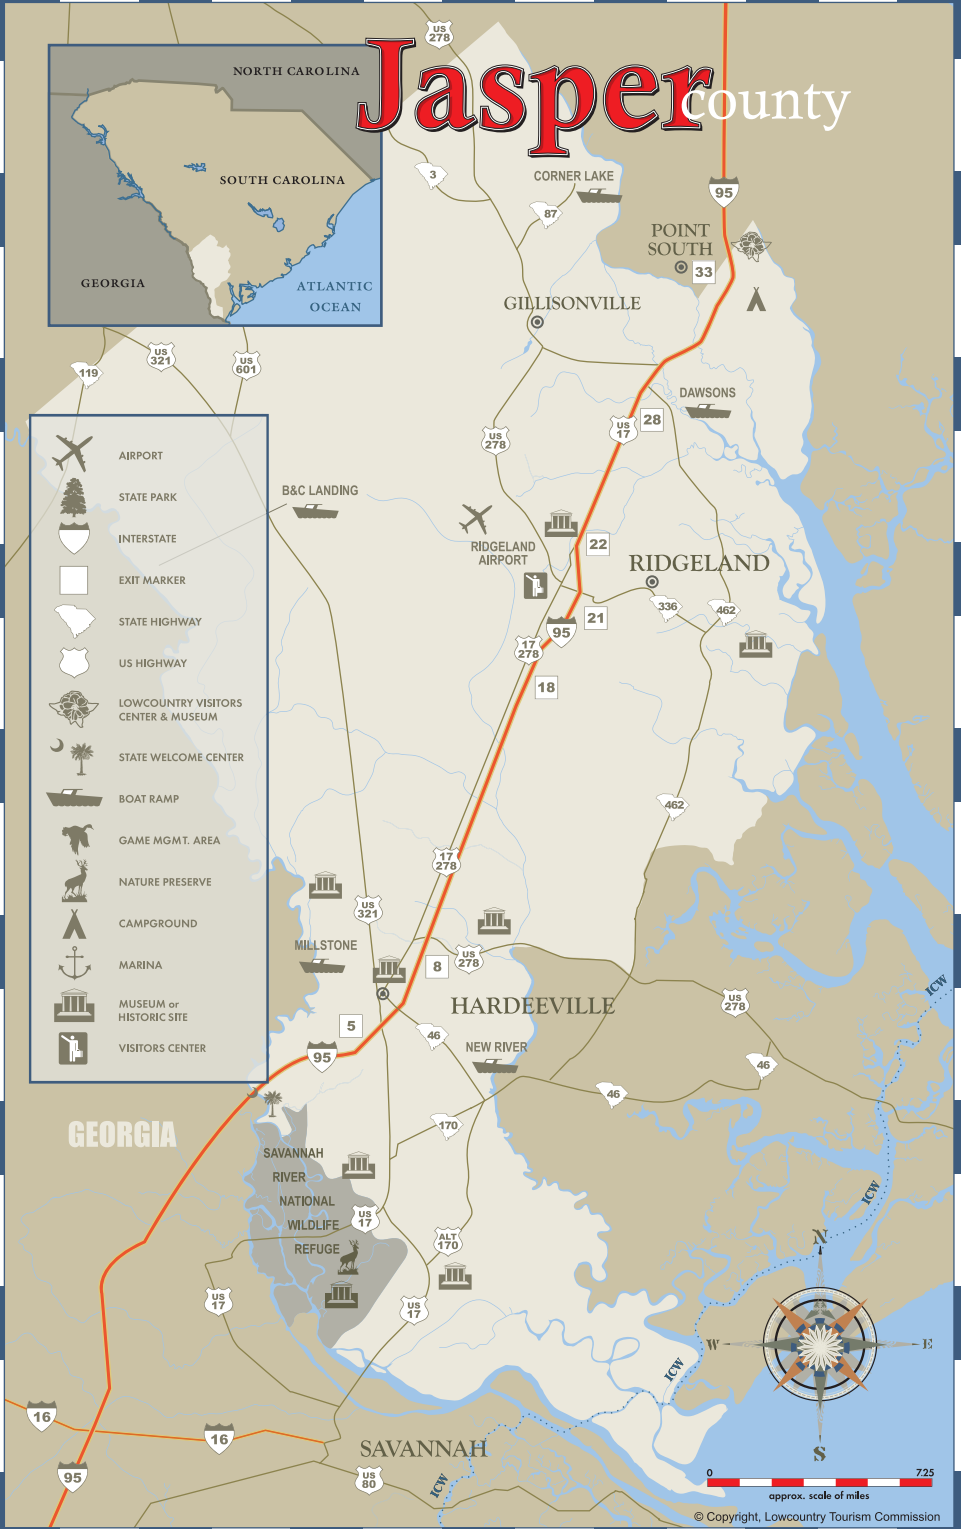 Jasper
county
NORTH CAROLINA
SOUTH CAROLINA
GEORGIA
ATLANTIC
OCEAN
US
278
3
CORNER LAKE
87
95
POINT
SOUTH
33
GILLISONVILLE
119
US
321
US
601
DAWSONS
28
US
17
US
278
B&C LANDING
RIDGELAND
AIRPORT
22
RIDGELAND
336
462
21
95
17
278
18
462
17
278
US
321
MILLSTONE
8
US
278
HARDEEVILLE
5
46
95
NEW RIVER
US
278
46
46
170
AIRPORT
STATE PARK
INTERSTATE
EXIT MARKER
STATE HIGHWAY
US HIGHWAY
LOWCOUNTRY VISITORS
CENTER & MUSEUM
STATE WELCOME CENTER
BOAT RAMP
GAME MGMT. AREA
NATURE PRESERVE
CAMPGROUND
MARINA
MUSEUM or
HISTORIC SITE
VISITORS CENTER
GEORGIA
SAVANNAH
RIVER
NATIONAL
WILDLIFE
REFUGE
US
17
ALT
170
US
17
US
17
ICW
ICW
ICW
ICW
N
W
E
S
16
16
95
SAVANNAH
US
80
0
7.25
approx. scale of miles
© Copyright, Lowcountry Tourism Commission